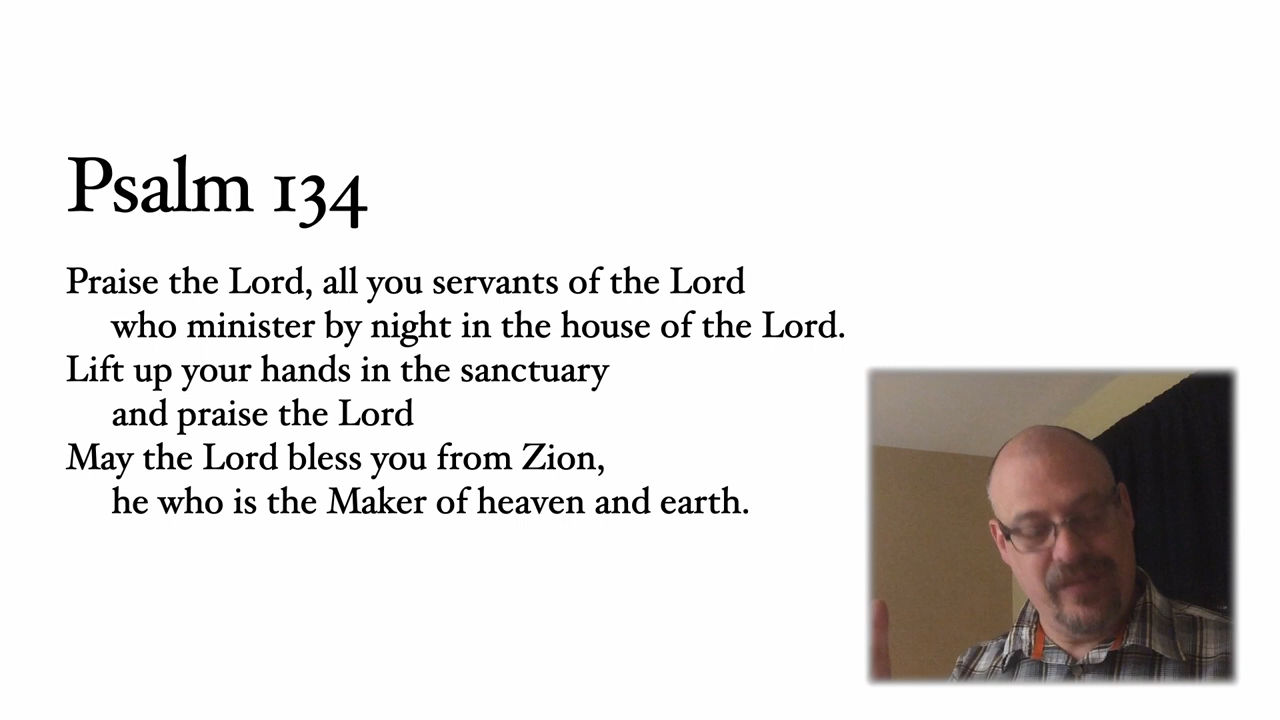 Psalm 134
Praise the Lord, all you servants of the Lord
who minister by night in the house of the Lord.
Lift up your hands in the sanctuary
and praise the Lord
May the Lord bless you from Zion,
he who is the Maker of heaven and earth.